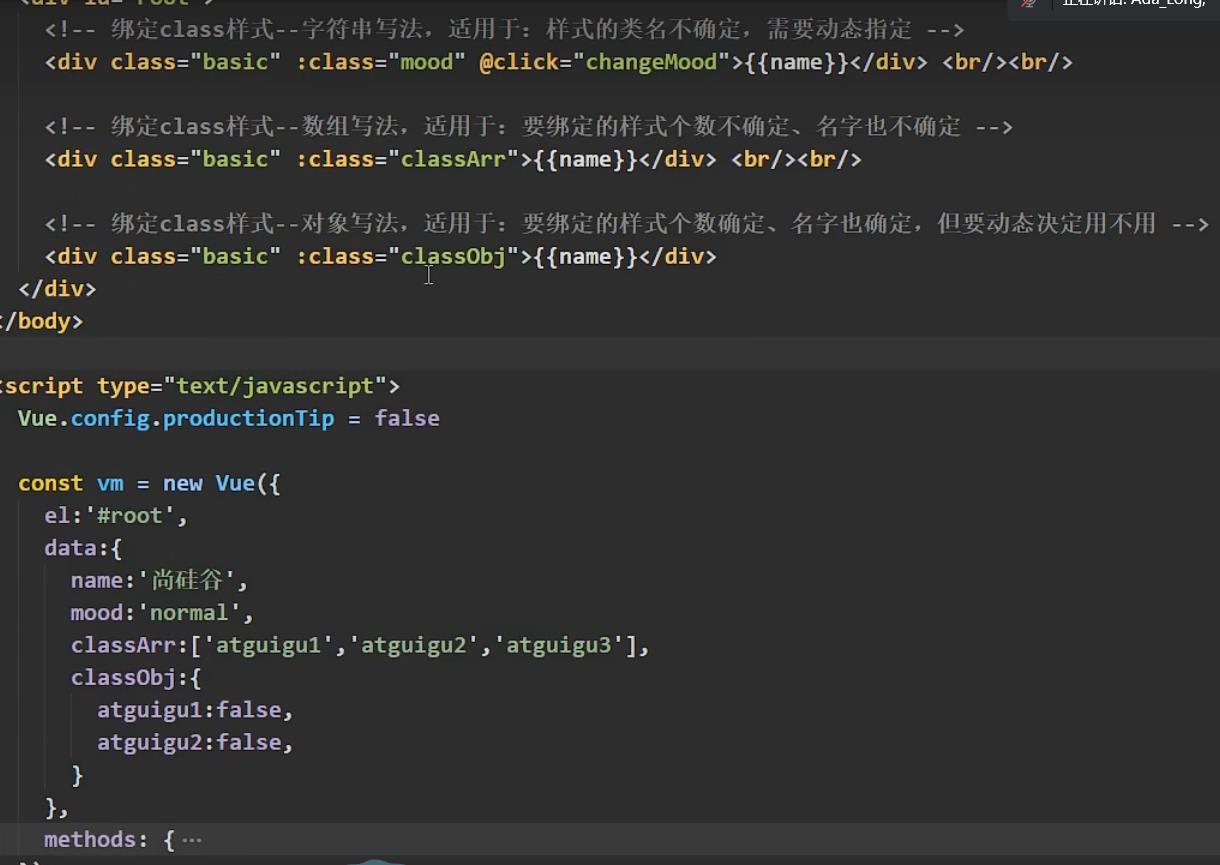 <div id="root">
正在讲话: Ada_Long;
<!-- 绑定class样式--字符串写法，适用于：样式的类名不确定，需要动态指定 -->
<div class="basic" :class="mood" @click="changeMood">{{name}}</div> <br/><br/>
<!-- 绑定class样式--数组写法，适用于：要绑定的样式个数不确定、名字也不确定 -->
<div class="basic" :class="classArr">{{name}}</div> <br/><br/>
<!-- 绑定class样式--对象写法，适用于：要绑定的样式个数确定、名字也确定，但要动态决定用不用 -->
<div class="basic" :class="classObj">{{name}}</div>
</div>
</body>
<script type="text/javascript">
Vue.config.productionTip = false
const vm = new Vue({
el:'#root',
data:{
name:'尚硅谷',
mood:'normal',
classArr:['atguigu1','atguigu2','atguigu3'],
classObj:{
atguigu1:false,
atguigu2:false,
}
},
methods: {…